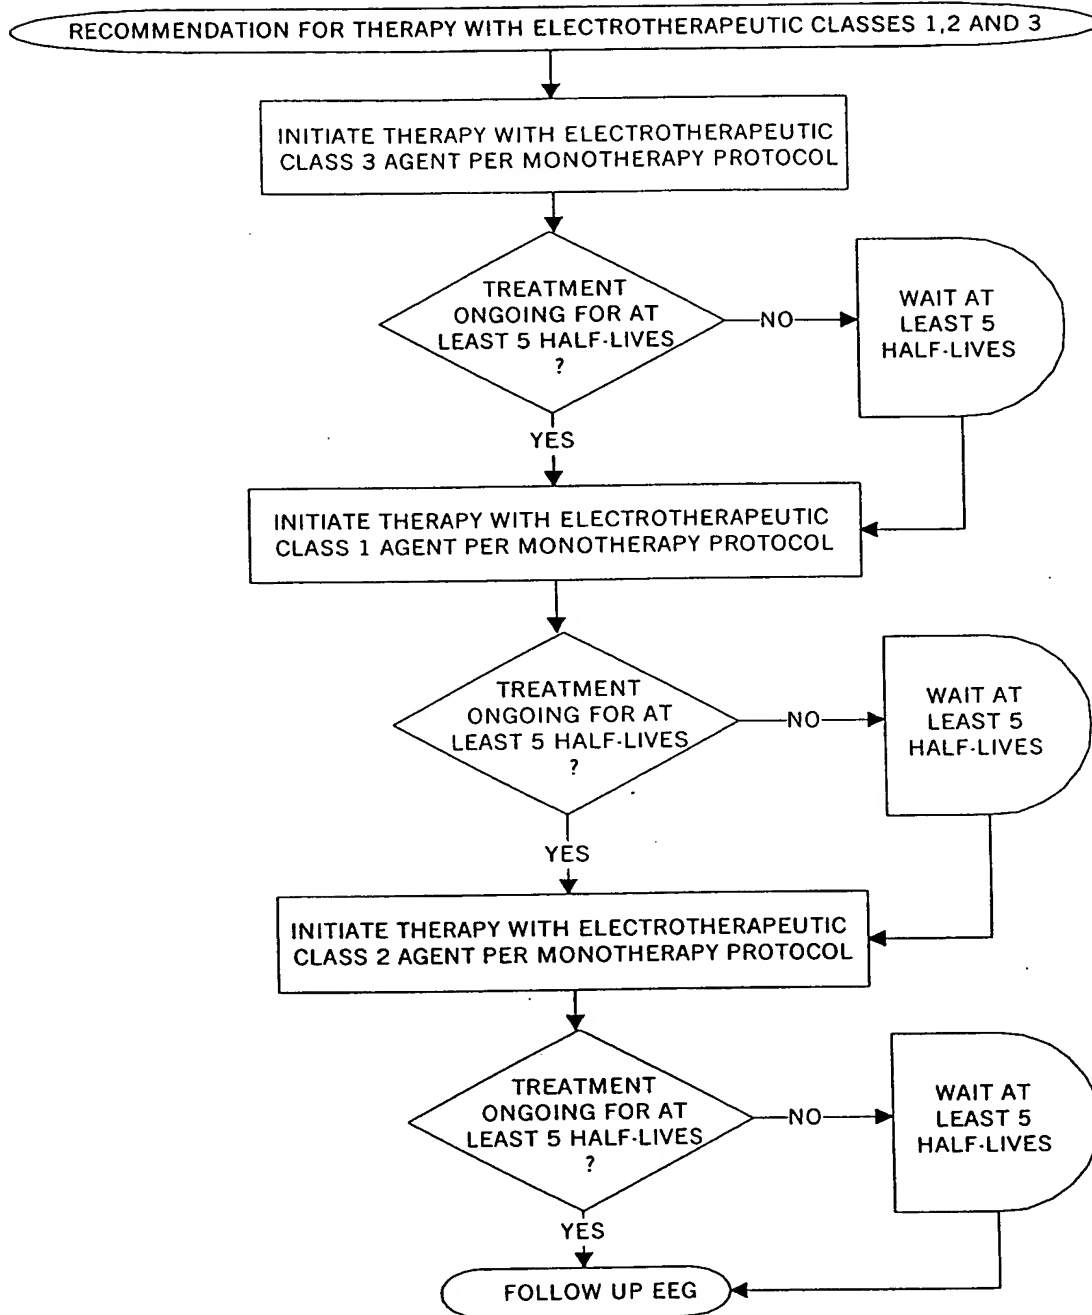 RECOMMENDATION FOR THERAPY WITH ELECTROTHERAPEUTIC CLASSES 1,2 AND 3
INITIATE THERAPY WITH ELECTROTHERAPEUTIC
CLASS 3 AGENT PER MONOTHERAPY PROTOCOL
TREATMENT
ONGOING FOR AT
LEAST 5 HALF-LIVES
?
NO
WAIT AT
LEAST 5
HALF-LIVES
YES
INITIATE THERAPY WITH ELECTROTHERAPEUTIC
CLASS 1 AGENT PER MONOTHERAPY PROTOCOL
TREATMENT
ONGOING FOR AT
LEAST 5 HALF-LIVES
?
NO
WAIT AT
LEAST 5
HALF-LIVES
YES
INITIATE THERAPY WITH ELECTROTHERAPEUTIC
CLASS 2 AGENT PER MONOTHERAPY PROTOCOL
TREATMENT
ONGOING FOR AT
LEAST 5 HALF-LIVES
?
NO
WAIT AT
LEAST 5
HALF-LIVES
YES
FOLLOW UP EEG